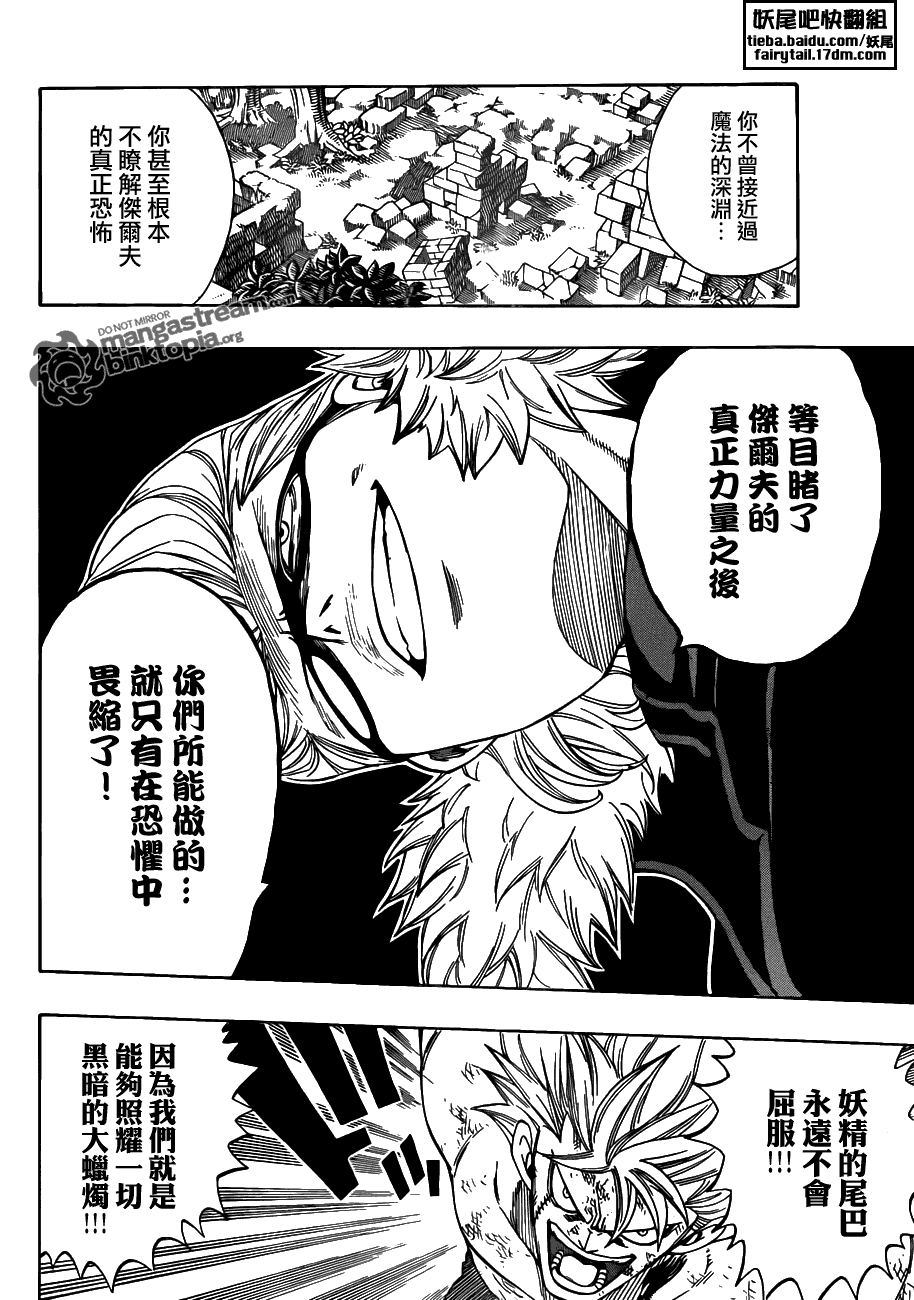 妖尾吧快翻組
tieba.baidu.com/妖尾
fairytail.17dm.com
你不曾接近過
魔法的深淵…
你甚至根本
不瞭解傑爾夫
的真正恐怖
DO NOT MIRROR
mangastream.com
binktopia.org
等目睹了
傑爾夫的
真正力量之後
你們所能做的…
就只有在恐懼中
畏縮了！
妖精的尾巴
永遠不會
屈服!!!
因為我們就是
能夠照耀一切
黑暗的大蠟燭!!!